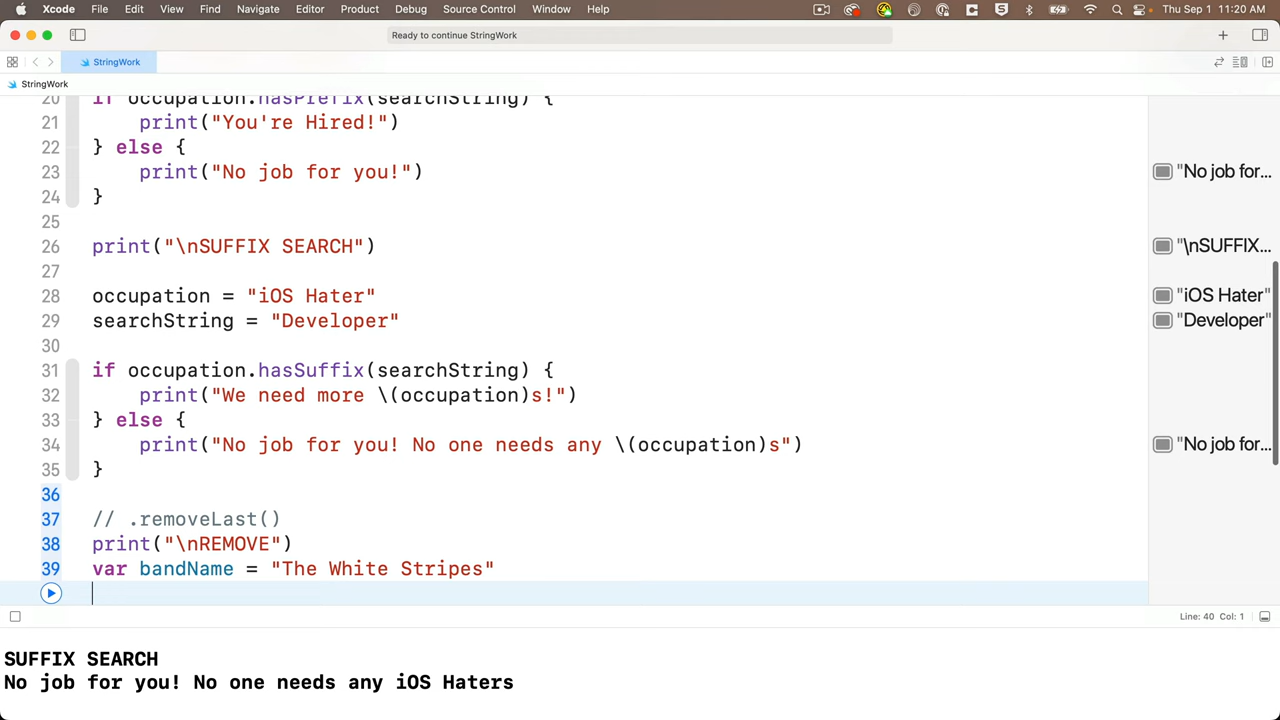 Xcode File Edit View Find Navigate Editor Product Debug Source Control Window Help Thu Sep 1 11:20 AM
Ready to continue StringWork
StringWork
StringWork
20 if occupation.hasPrefix(searchString) {
21 print("You're Hired!")
22 } else {
23 print("No job for you!") "No job for...
24 }
25
26 print("\nSUFFIX SEARCH") "\nSUFFIX...
27
28 occupation = "iOS Hater" "iOS Hater"
29 searchString = "Developer" "Developer"
30
31 if occupation.hasSuffix(searchString) {
32 print("We need more \(occupation)s!")
33 } else {
34 print("No job for you! No one needs any \(occupation)s") "No job for...
35 }
36
37 // .removeLast()
38 print("\nREMOVE")
39 var bandName = "The White Stripes"
Line: 40 Col: 1
SUFFIX SEARCH
No job for you! No one needs any iOS Haters